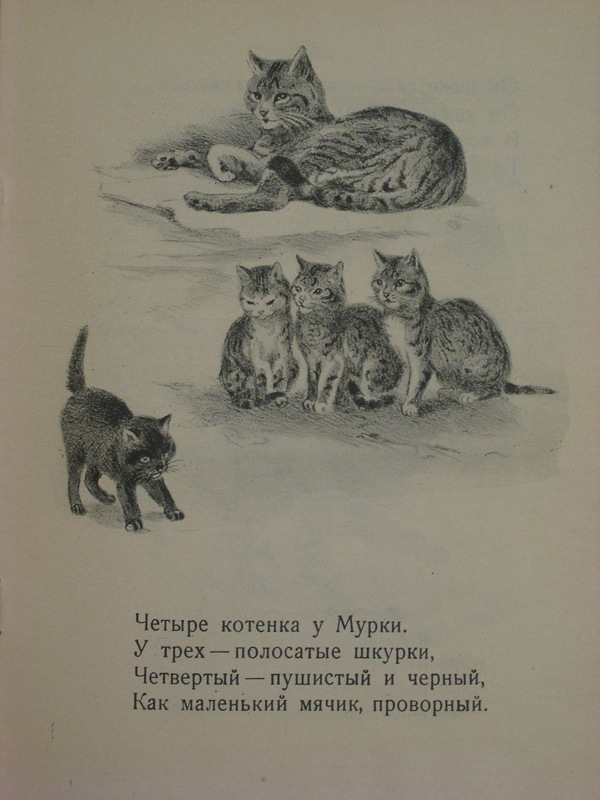 Четыре котенка у Мурки.
У трех — полосатые шкурки,
Четвертый — пушистый и черный,
Как маленький мячик, проворный.